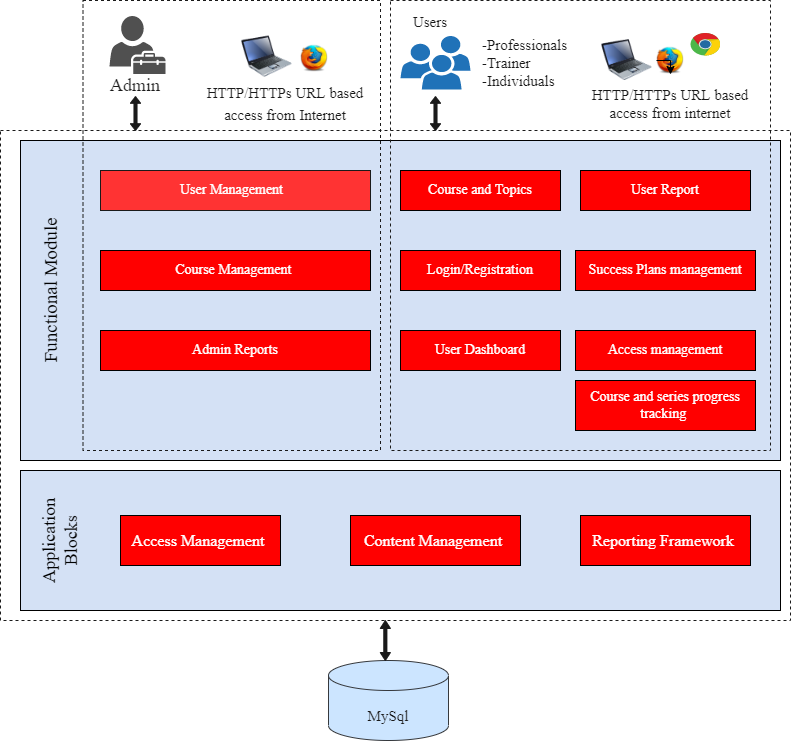 Admin
HTTP/HTTPs URL based
access from Internet
Users
-Professionals
-Trainer
-Individuals
HTTP/HTTPs URL based
access from internet
Functional Module
User Management
Course Management
Admin Reports
Course and Topics
User Report
Login/Registration
Success Plans management
User Dashboard
Access management
Course and series progress
tracking
Application
Blocks
Access Management
Content Management
Reporting Framework
MySql